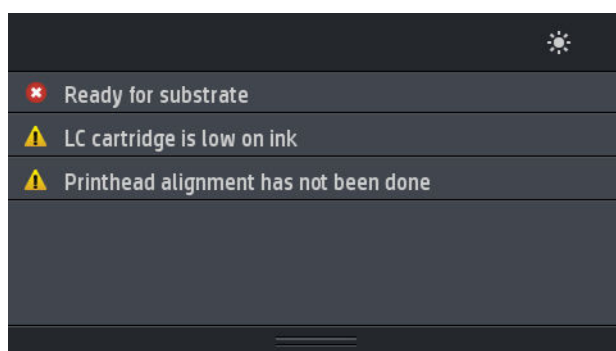 Ready for substrate
LC cartridge is low on ink
Printhead alignment has not been done